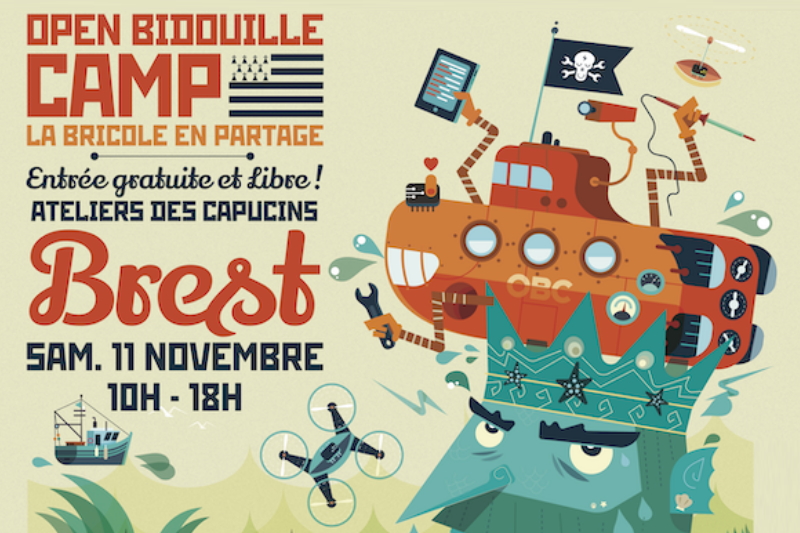 OPEN BIDOUILLE
CAMP
LA BRICOLE EN PARTAGE
Entrée gratuite et Libre !
ATELIERS DES CAPUCINS
Brest
SAM. 11 NOVEMBRE
10H - 18H
OBC